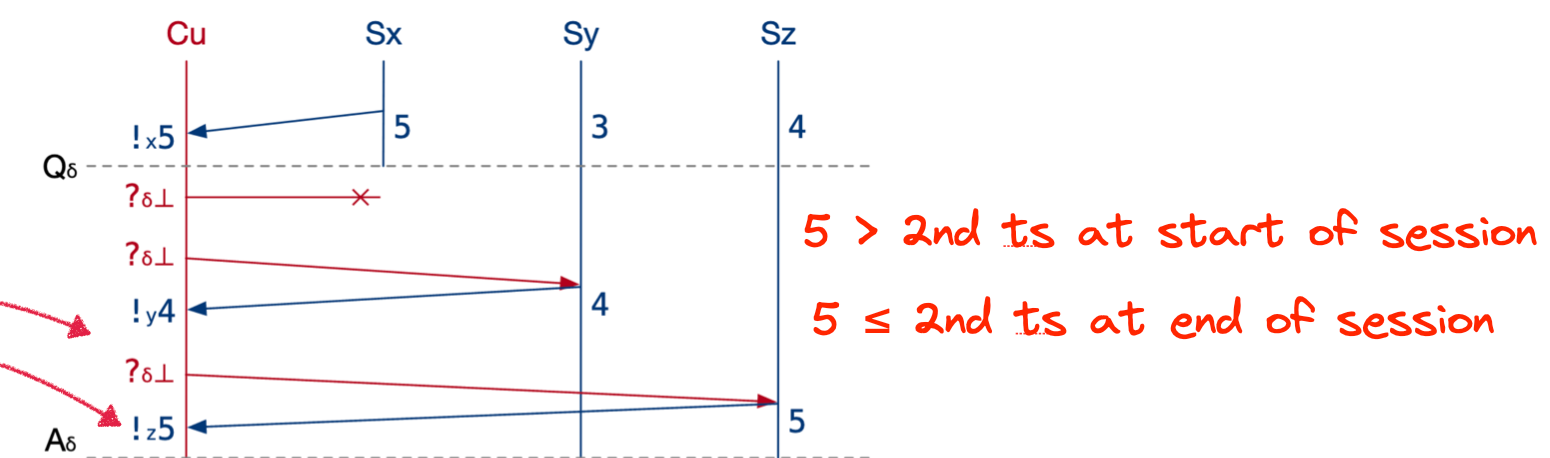 Cu Sx Sy Sz
!x5 5 3 4
Qδ
?δ⊥
5 > 2nd ts at start of session
?δ⊥
!y4 4
5 ≤ 2nd ts at end of session
?δ⊥
!z5 5
Aδ